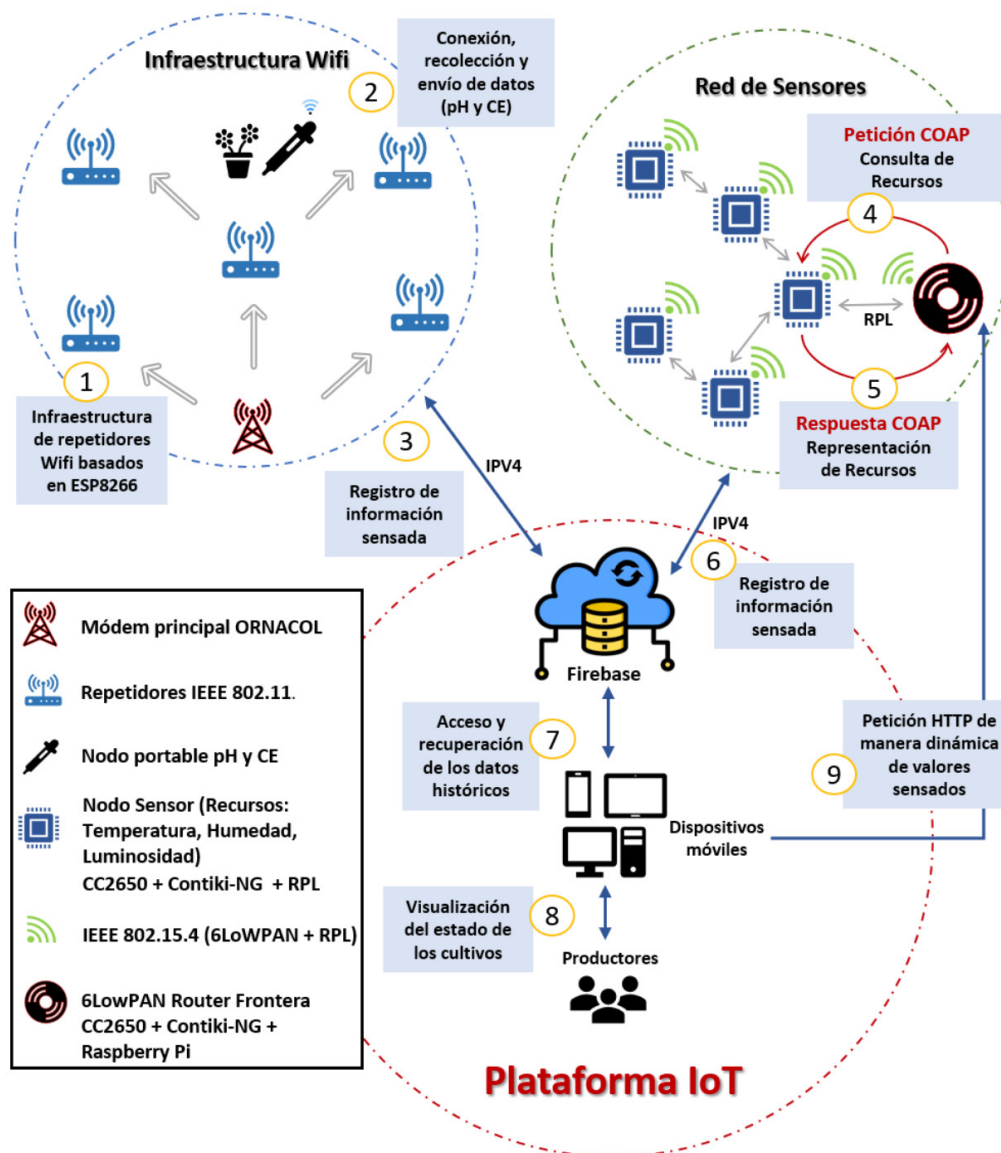 Infraestructura Wifi
2
Conexión,
recolección y
envío de datos
(pH y CE)
1
Infraestructura
de repetidores
Wifi basados
en ESP8266
3
Registro de
información
sensada
IPV4
Red de Sensores
Petición COAP
Consulta de
Recursos
4
RPL
5
Respuesta COAP
Representación
de Recursos
IPV4
6
Registro de
información
sensada
Firebase
Acceso y
recuperación
de los datos
históricos
7
Dispositivos
móviles
Petición HTTP de
manera dinámica
de valores
sensados
9
Visualización
del estado de
los cultivos
8
Productores
Plataforma IoT
Módem principal ORNACOL
Repetidores IEEE 802.11.
Nodo portable pH y CE
Nodo Sensor (Recursos:
Temperatura, Humedad,
Luminosidad)
CC2650 + Contiki-NG + RPL
IEEE 802.15.4 (6LoWPAN + RPL)
6LowPAN Router Frontera
CC2650 + Contiki-NG +
Raspberry Pi